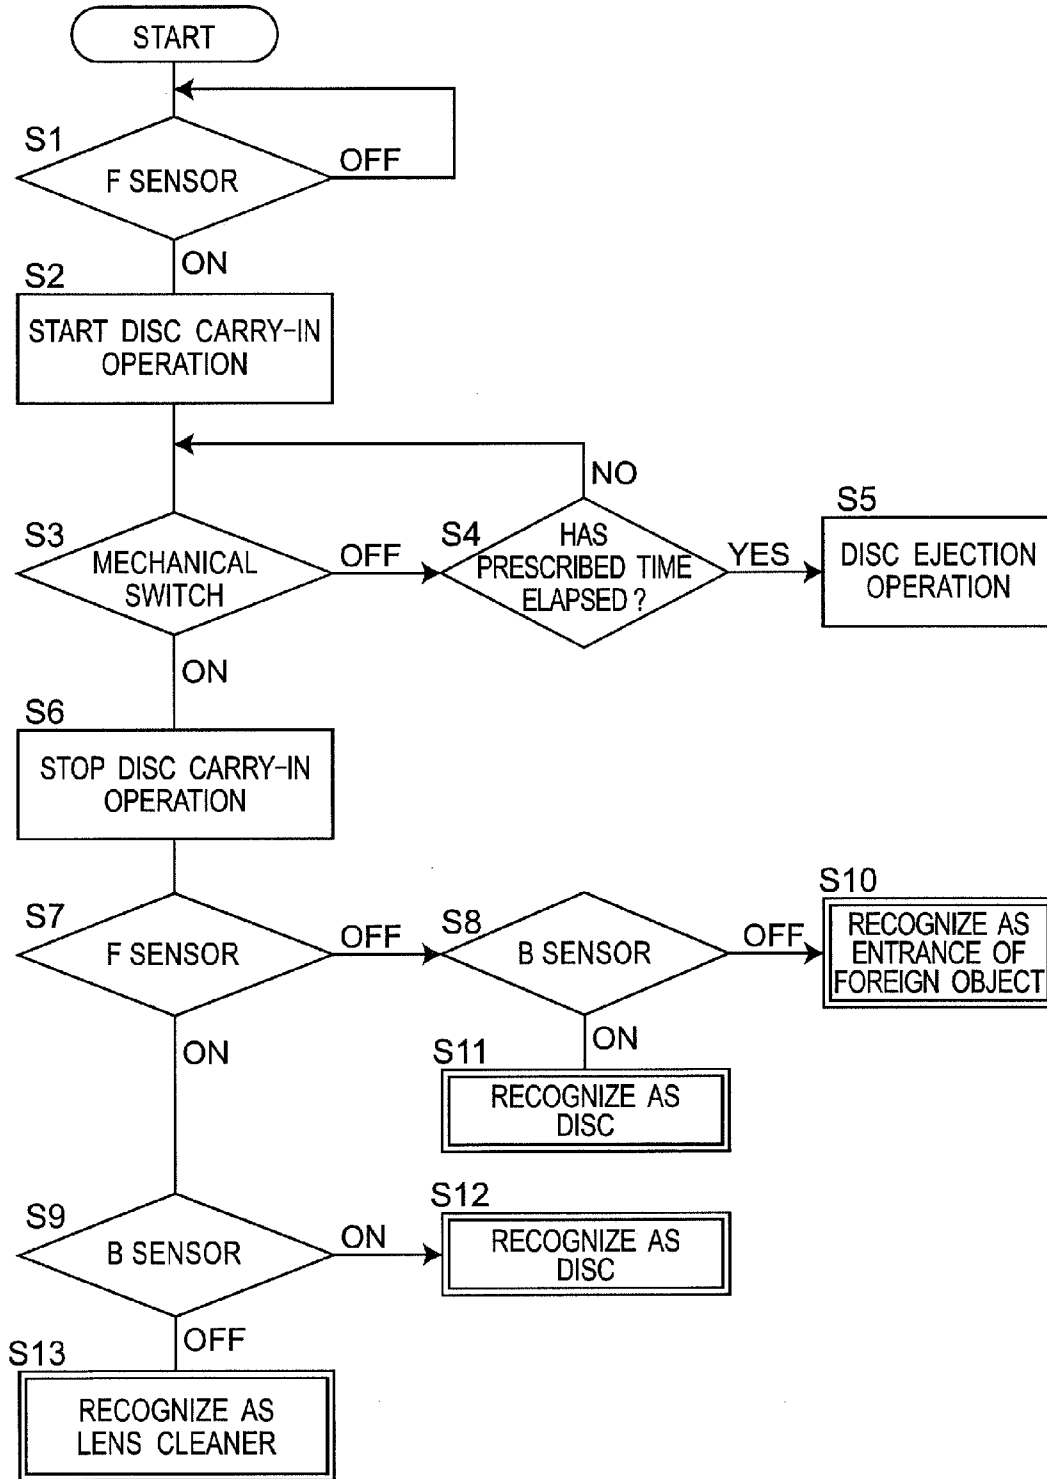 START
S1
F SENSOR
OFF
ON
S2
START DISC CARRY-IN
OPERATION
NO
S3
MECHANICAL
SWITCH
OFF
S4
HAS
PRESCRIBED TIME
ELAPSED ?
YES
S5
DISC EJECTION
OPERATION
ON
S6
STOP DISC CARRY-IN
OPERATION
S7
F SENSOR
OFF
S8
B SENSOR
OFF
S10
RECOGNIZE AS
ENTRANCE OF
FOREIGN OBJECT
ON
ON
S11
RECOGNIZE AS
DISC
S9
B SENSOR
ON
S12
RECOGNIZE AS
DISC
OFF
S13
RECOGNIZE AS
LENS CLEANER